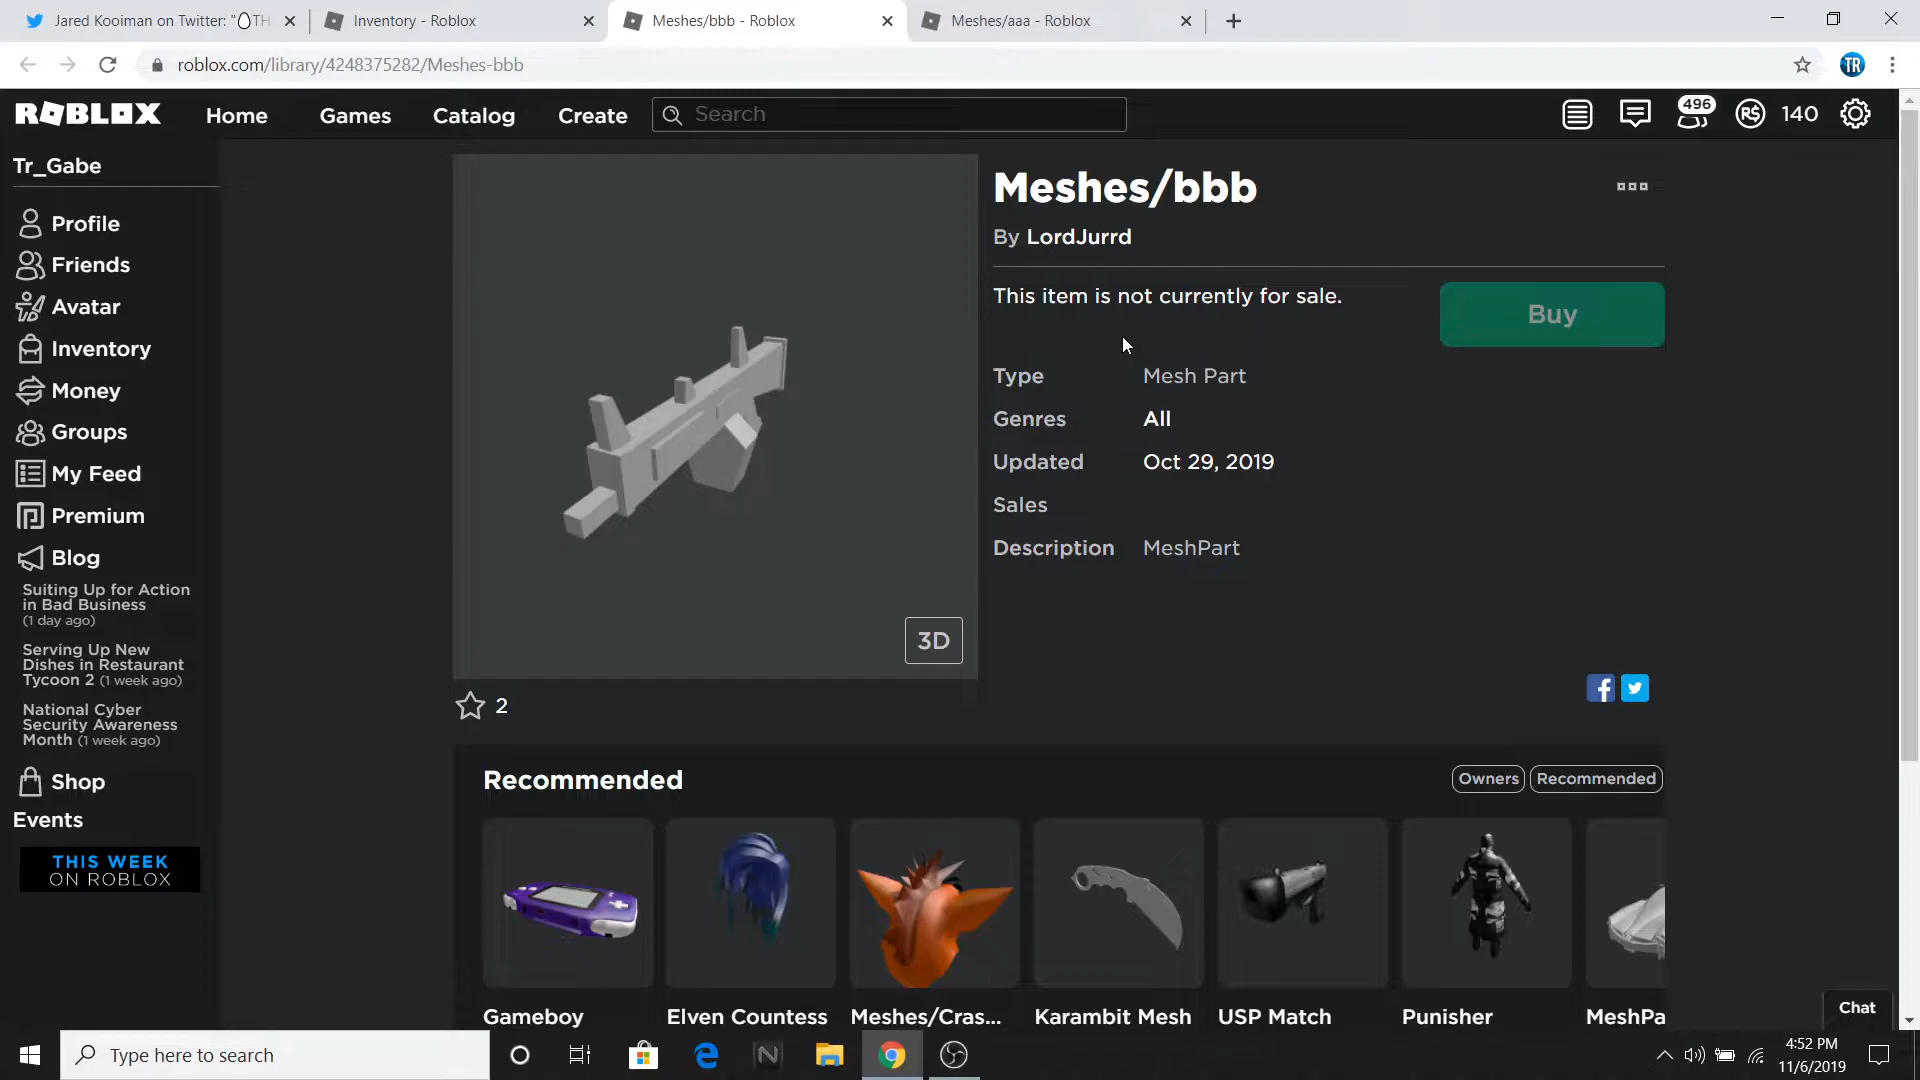 Jared Kooiman on Twitter: "🥚TH
Inventory - Roblox
Meshes/bbb - Roblox
Meshes/aaa - Roblox
roblox.com/library/4248375282/Meshes-bbb
TR
ROBLOX
Home
Games
Catalog
Create
Search
496
R$
140
Tr_Gabe
Profile
Friends
Avatar
Inventory
Money
Groups
My Feed
Premium
Blog
Suiting Up for Action
in Bad Business
(1 day ago)
Serving Up New
Dishes in Restaurant
Tycoon 2 (1 week ago)
National Cyber
Security Awareness
Month (1 week ago)
Shop
Events
THIS WEEK
ON ROBLOX
3D
2
Meshes/bbb
By LordJurrd
This item is not currently for sale.
Buy
Type Mesh Part
Genres All
Updated Oct 29, 2019
Sales
Description MeshPart
Recommended
Owners
Recommended
Gameboy
Elven Countess
Meshes/Cras...
Karambit Mesh
USP Match
Punisher
MeshPa
Chat
Type here to search
4:52 PM
11/6/2019